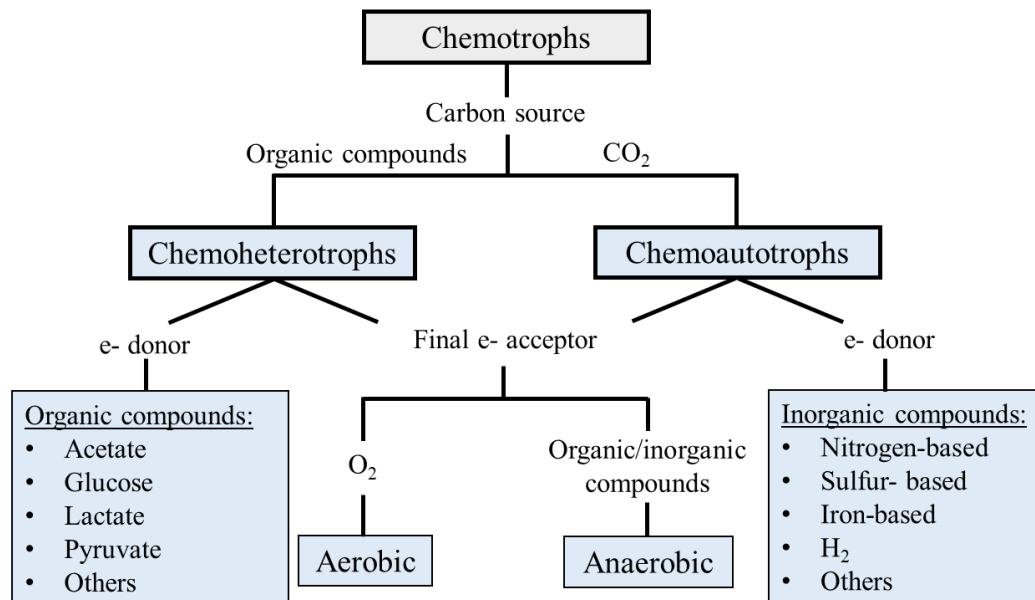 Chemotrophs
Carbon source
Organic compounds
CO₂
Chemoheterotrophs
Chemoautotrophs
e- donor
Final e- acceptor
e- donor
Organic compounds:
• Acetate
• Glucose
• Lactate
• Pyruvate
• Others
O₂
Aerobic
Organic/inorganic
compounds
Anaerobic
Inorganic compounds:
• Nitrogen-based
• Sulfur- based
• Iron-based
• H₂
• Others